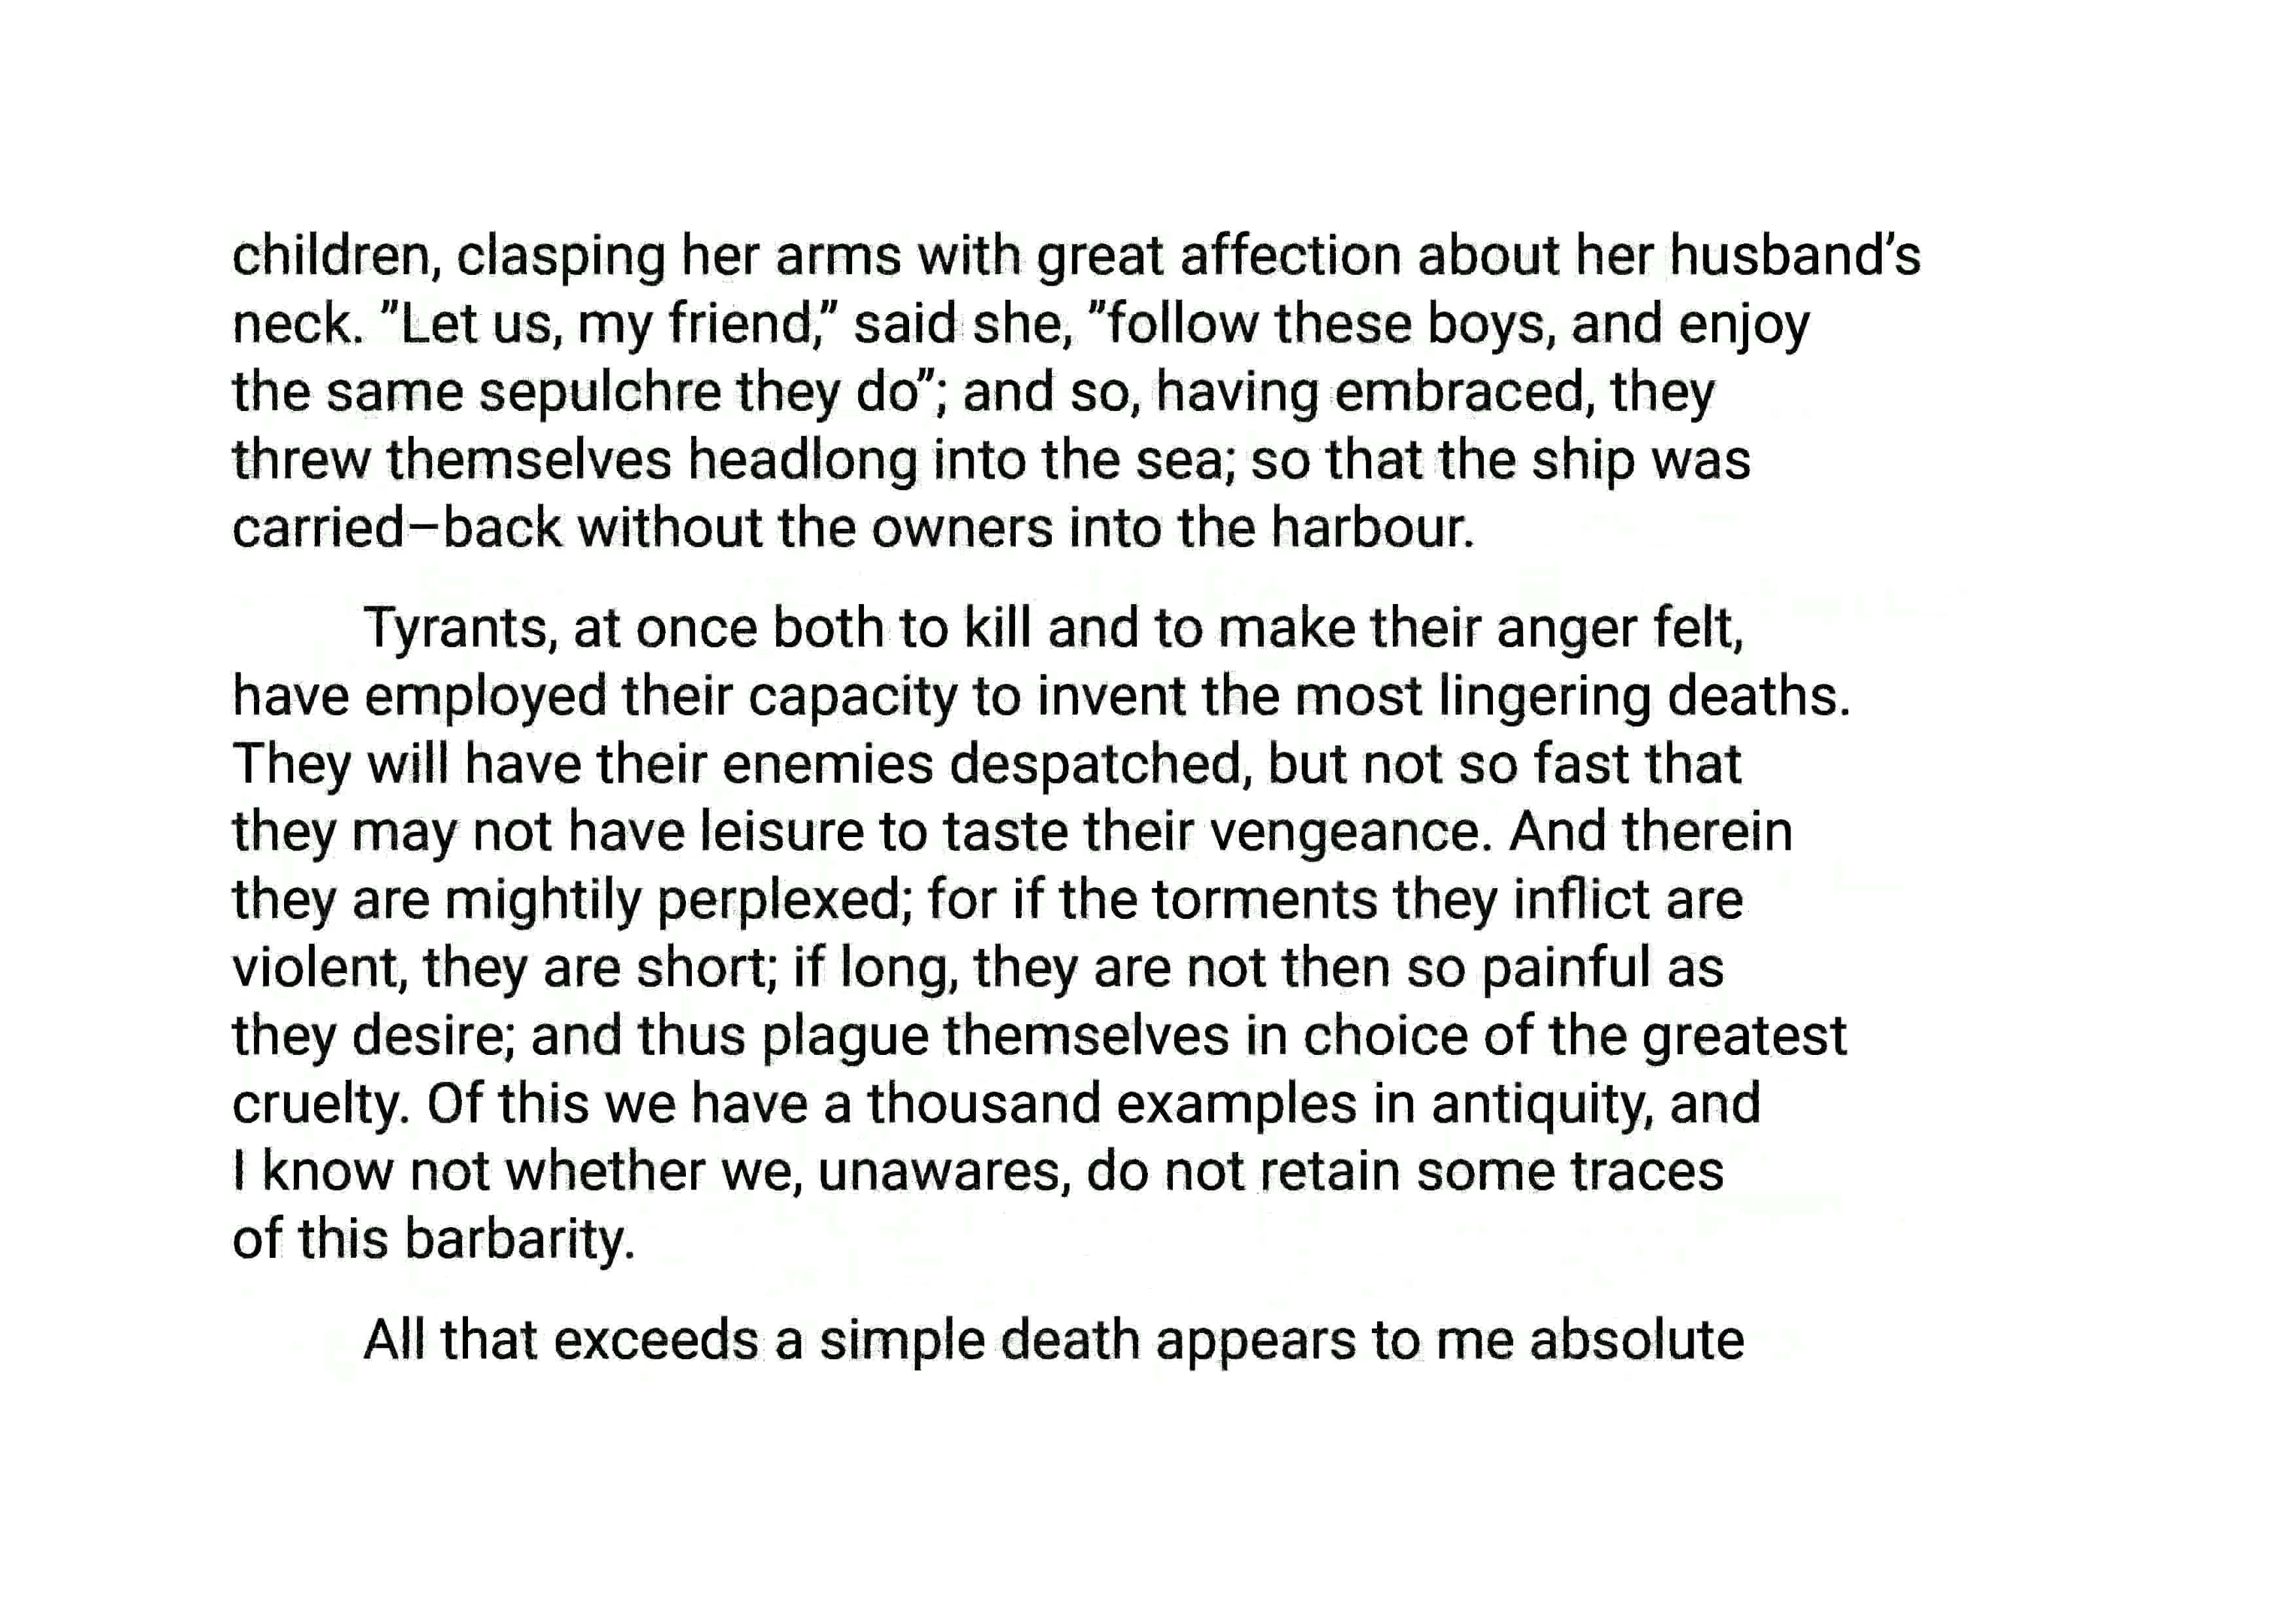 children, clasping her arms with great affection about her husband's
neck. "Let us, my friend," said she, "follow these boys, and enjoy
the same sepulchre they do"; and so, having embraced, they
threw themselves headlong into the sea; so that the ship was
carried–back without the owners into the harbour.
Tyrants, at once both to kill and to make their anger felt,
have employed their capacity to invent the most lingering deaths.
They will have their enemies despatched, but not so fast that
they may not have leisure to taste their vengeance. And therein
they are mightily perplexed; for if the torments they inflict are
violent, they are short; if long, they are not then so painful as
they desire; and thus plague themselves in choice of the greatest
cruelty. Of this we have a thousand examples in antiquity, and
I know not whether we, unawares, do not retain some traces
of this barbarity.
All that exceeds a simple death appears to me absolute